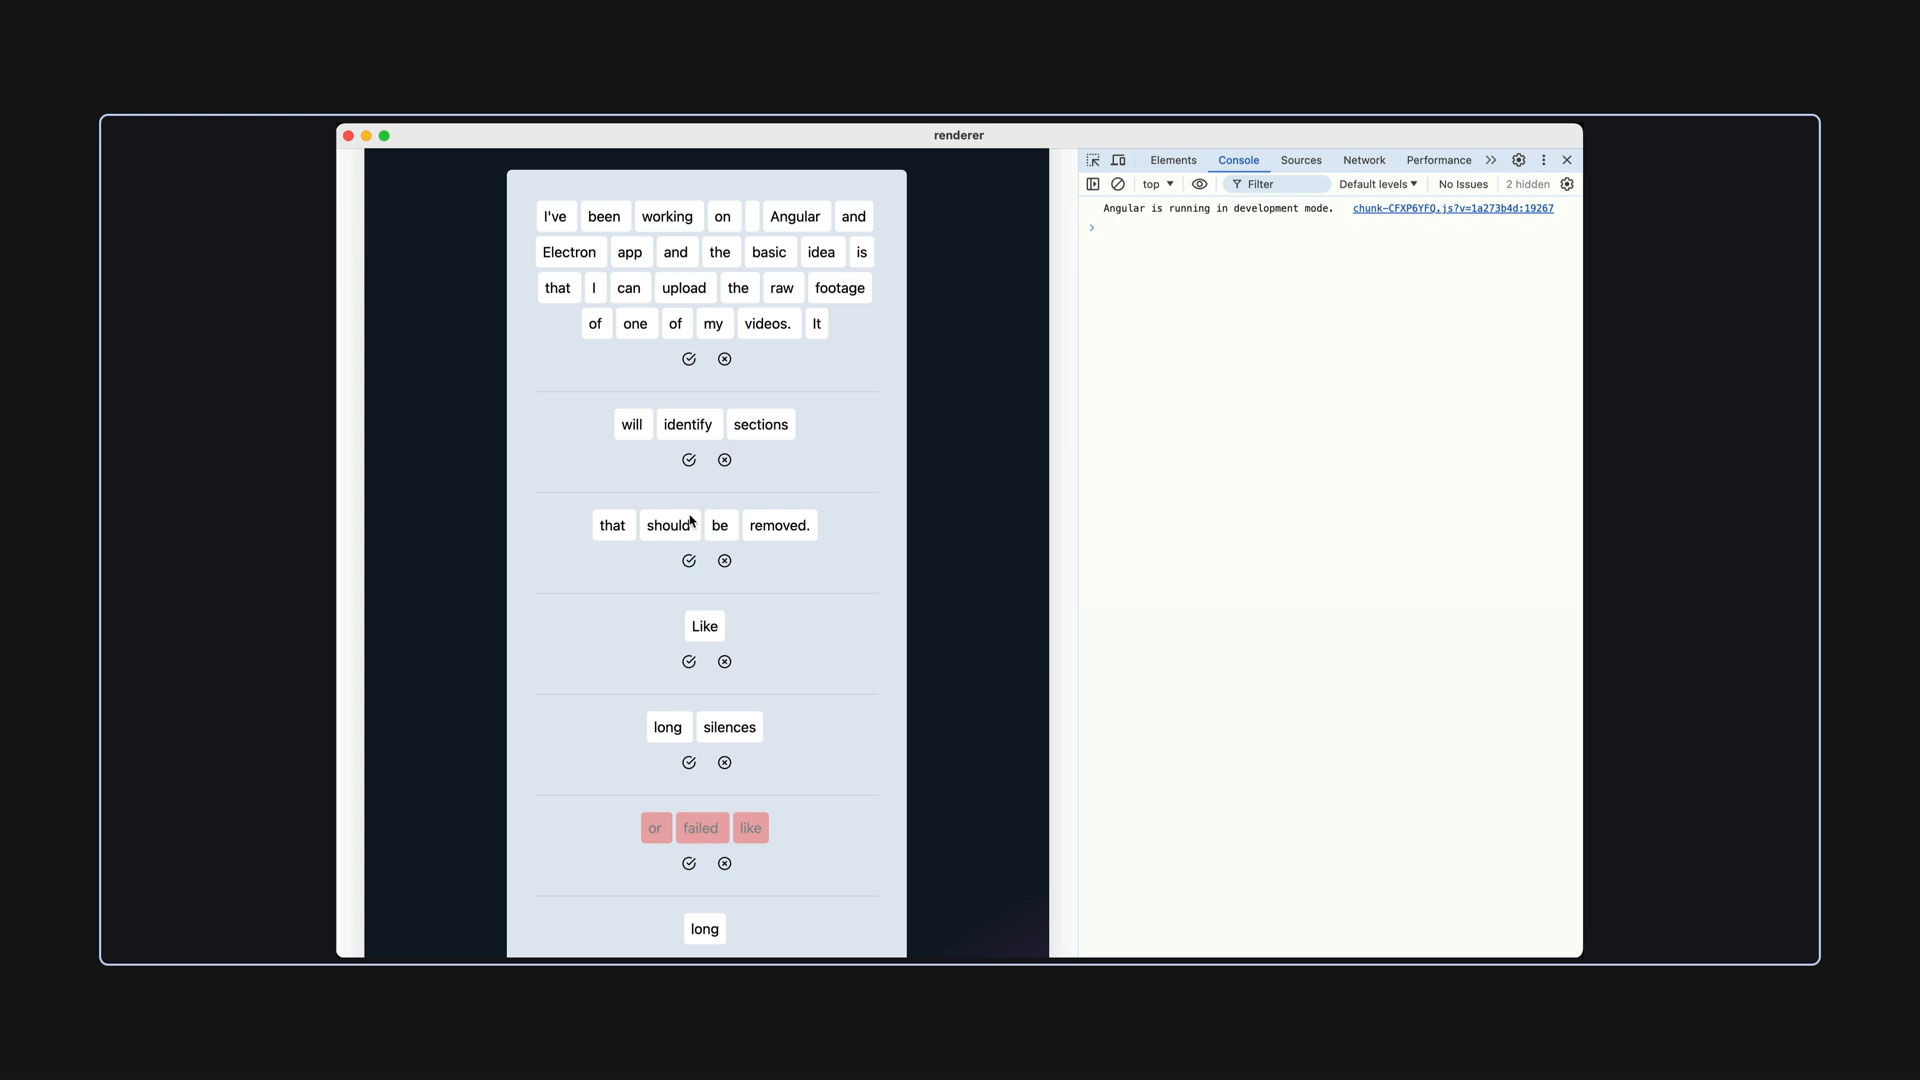 renderer
I've been working on Angular and
Electron app and the basic idea is
that I can upload the raw footage
of one of my videos. It
will identify sections
that should be removed.
Like
long silences
or failed like
long
Elements Console Sources Network Performance
top Filter Default levels No Issues 2 hidden
Angular is running in development mode. chunk-CFXP6YFQ.js?v=1a273b4d:19267